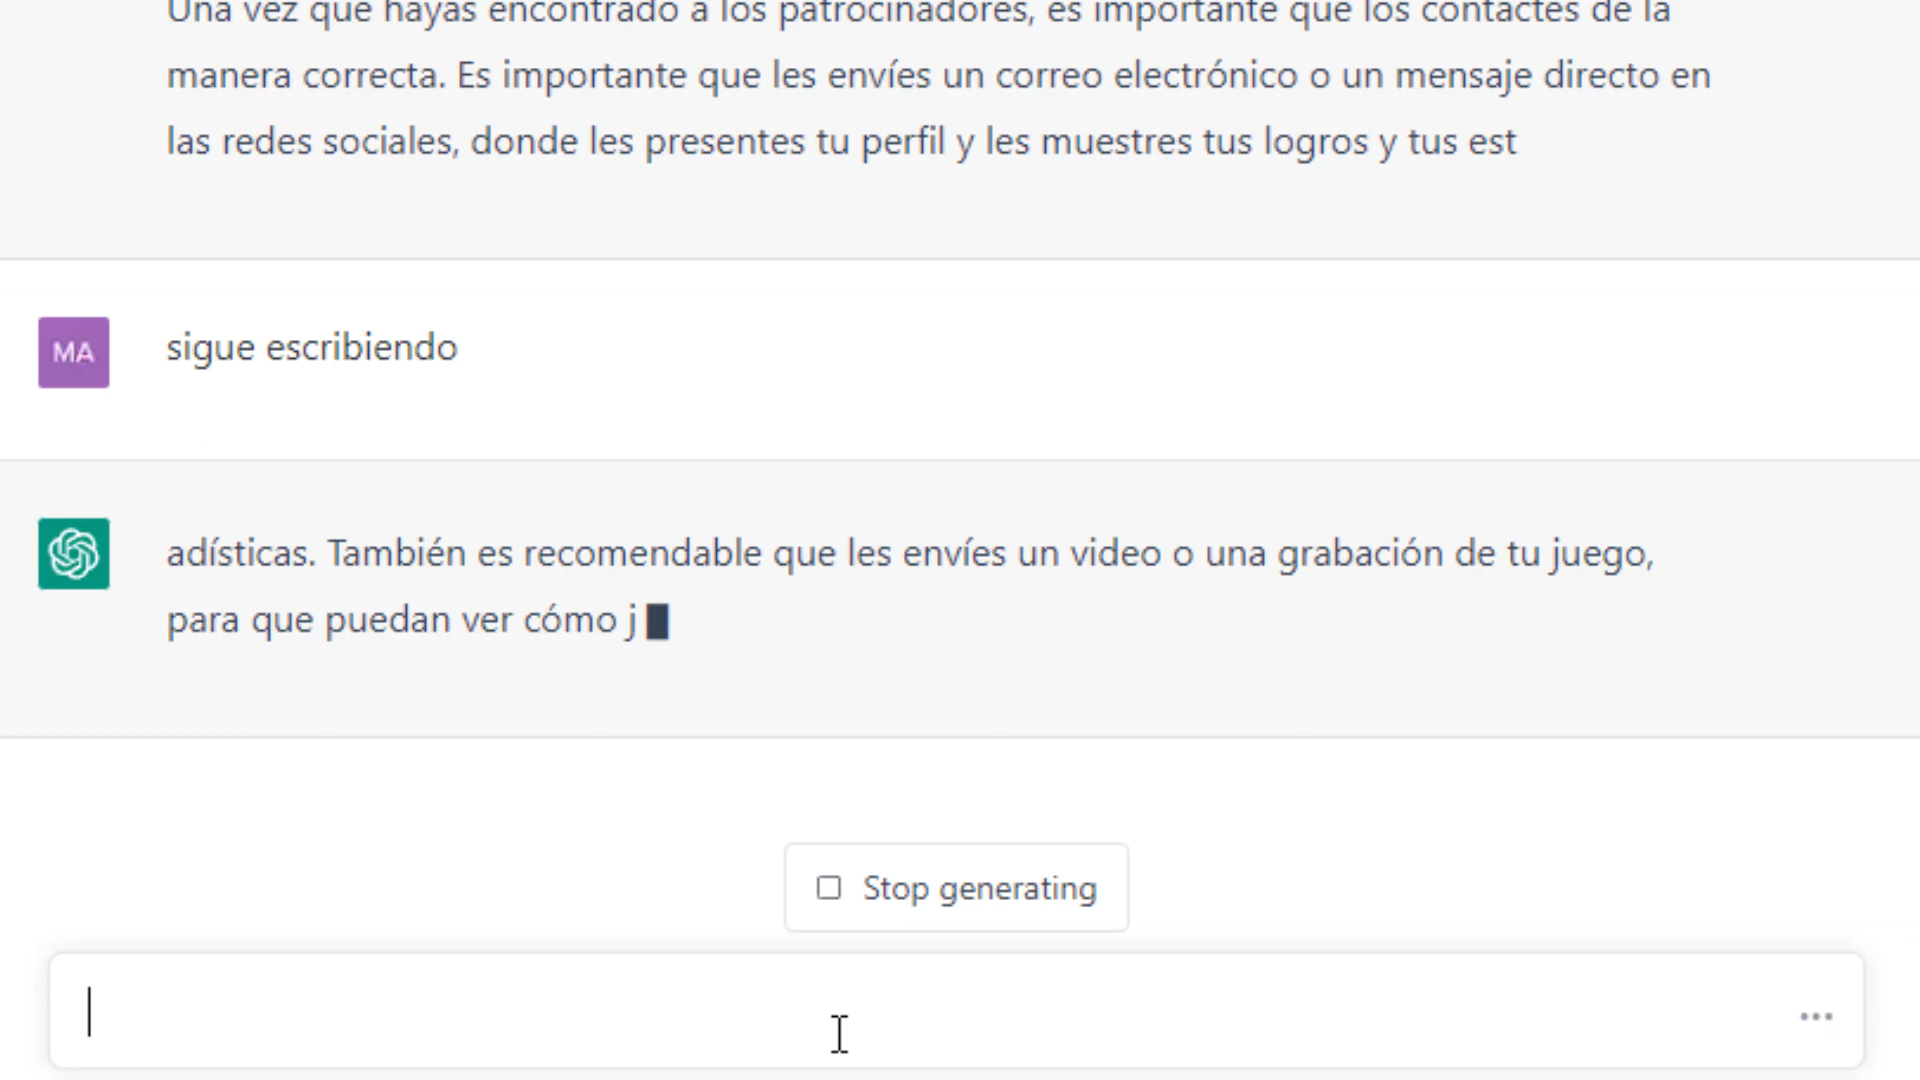 Una vez que hayas encontrado a los patrocinadores, es importante que los contactes de la
manera correcta. Es importante que les envíes un correo electrónico o un mensaje directo en
las redes sociales, donde les presentes tu perfil y les muestres tus logros y tus est
MA
sigue escribiendo
adísticas. También es recomendable que les envíes un video o una grabación de tu juego,
para que puedan ver cómo j
Stop generating